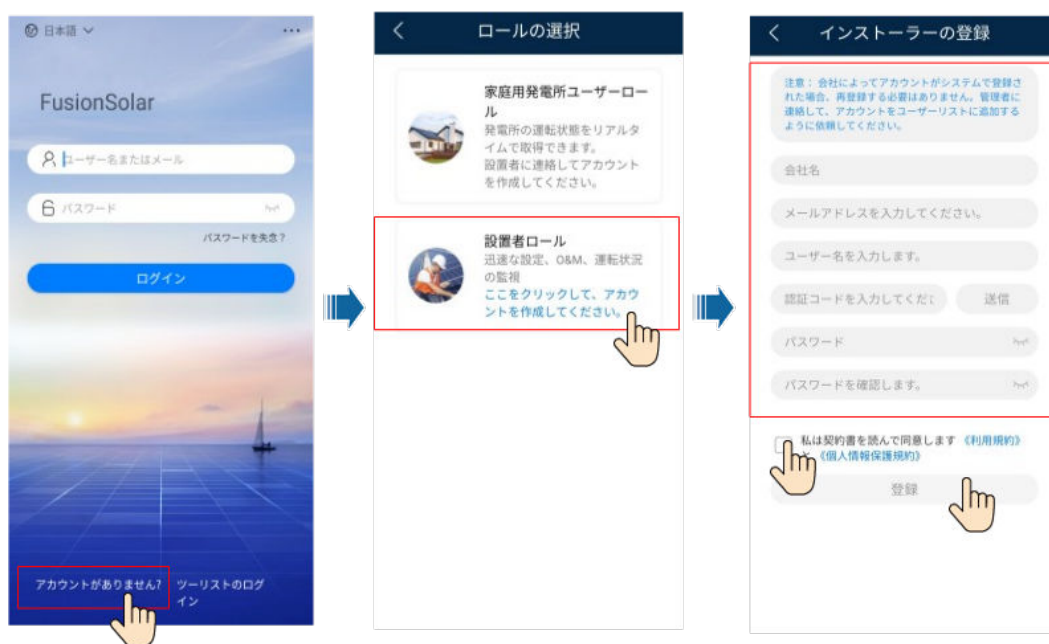 日本語
FusionSolar
ユーザー名またはメール
パスワード
パスワードを失念?
ログイン
アカウントがありません?
ツーリストのログ
イン
ロールの選択
家庭用発電所ユーザーロー
ル
発電所の運転状態をリアルタ
イムで取得できます。
設置者に連絡してアカウント
を作成してください。
設置者ロール
迅速な設定、O&M、運転状況
の監視
ここをクリックして、アカウ
ントを作成してください。
インストーラーの登録
注意： 会社によってアカウントがシステムで登録さ
れた場合、再登録する必要はありません。管理者に
連絡して、アカウントをユーザーリストに追加する
ように依頼してください。
会社名
メールアドレスを入力してください。
ユーザー名を入力します。
認証コードを入力してくだ
送信
パスワード
パスワードを確認します。
私は契約書を読んで同意します 《利用規約》
と 《個人情報保護規約》
登録